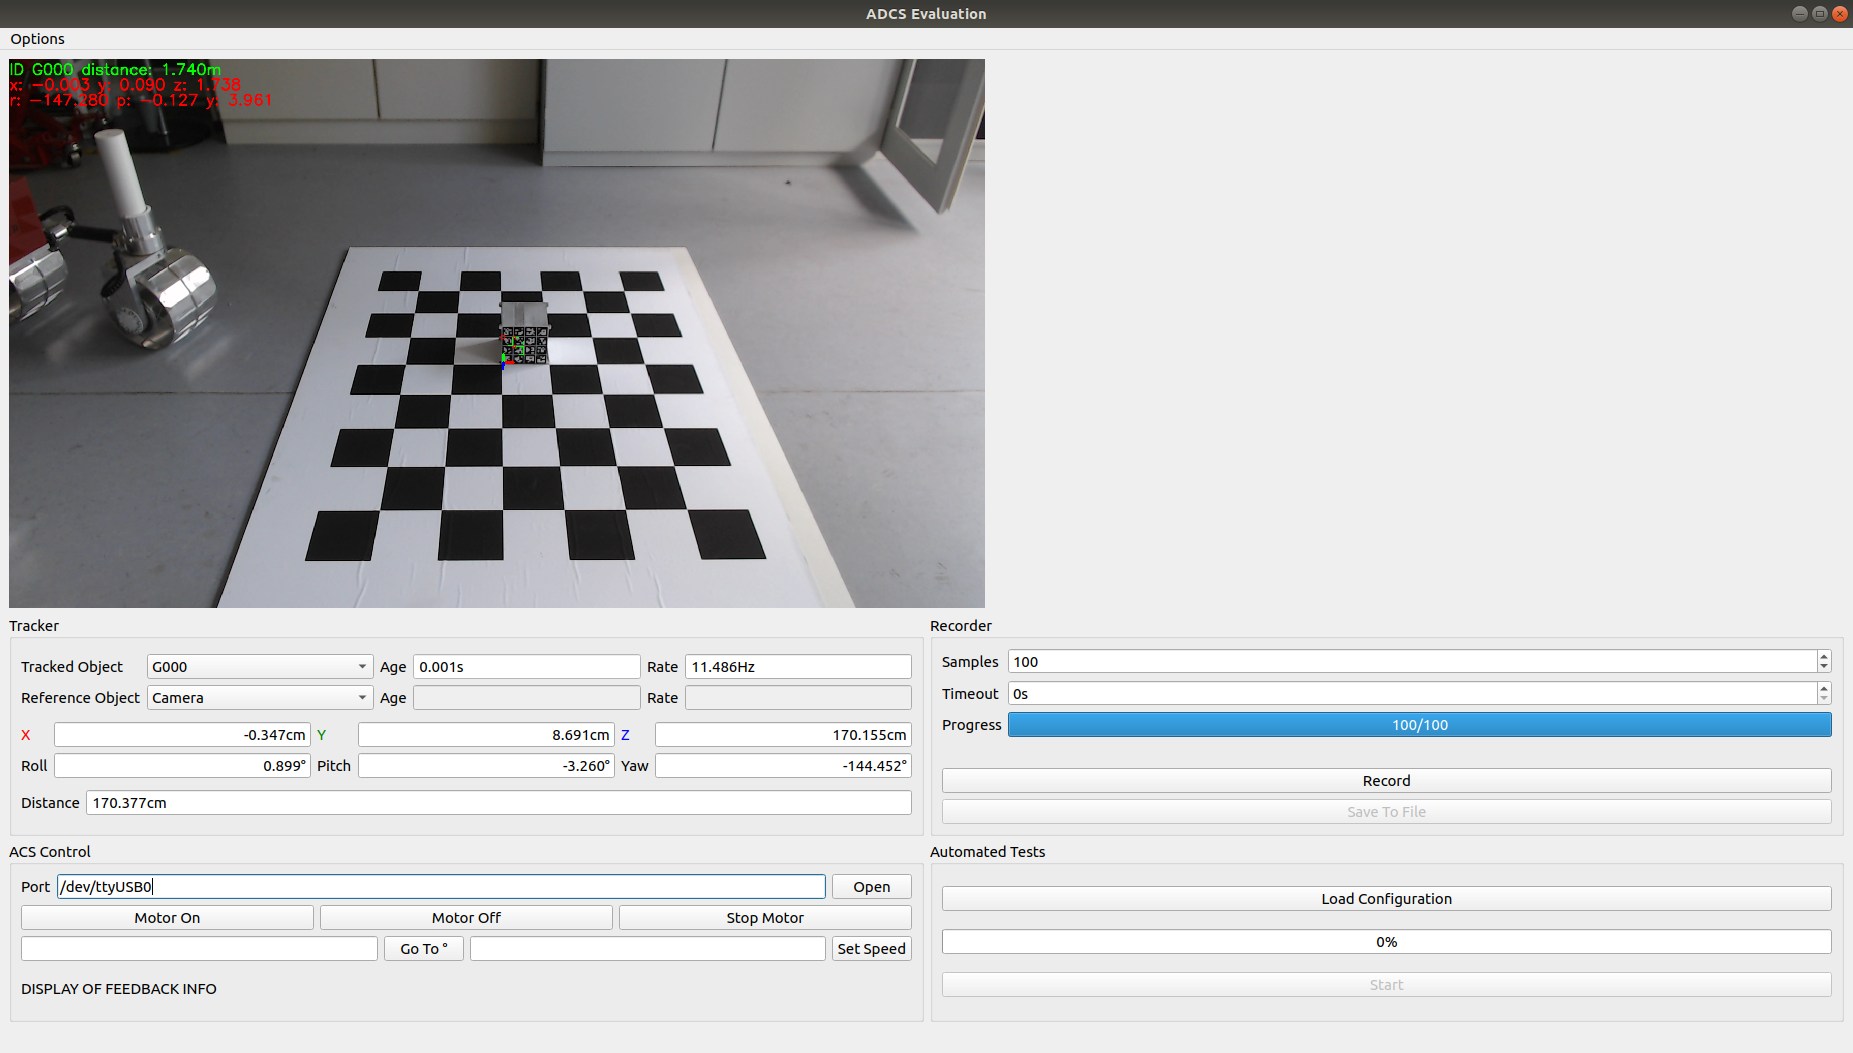 ADCS Evaluation
Options
ID G000 distance: 1.740m
x: −0.003 y: 0.090 z: 1.738
r: −147.280 p: −0.127 y: 3.961
Tracker
Tracked Object G000 Age 0.001s Rate 11.486Hz
Reference Object Camera Age Rate
X -0.347cm Y 8.691cm Z 170.155cm
Roll 0.899° Pitch -3.260° Yaw -144.452°
Distance 170.377cm
Recorder
Samples 100
Timeout 0s
Progress 100/100
Record
Save To File
ACS Control
Port /dev/ttyUSB0 Open
Motor On Motor Off Stop Motor
Go To ° Set Speed
DISPLAY OF FEEDBACK INFO
Automated Tests
Load Configuration
0%
Start